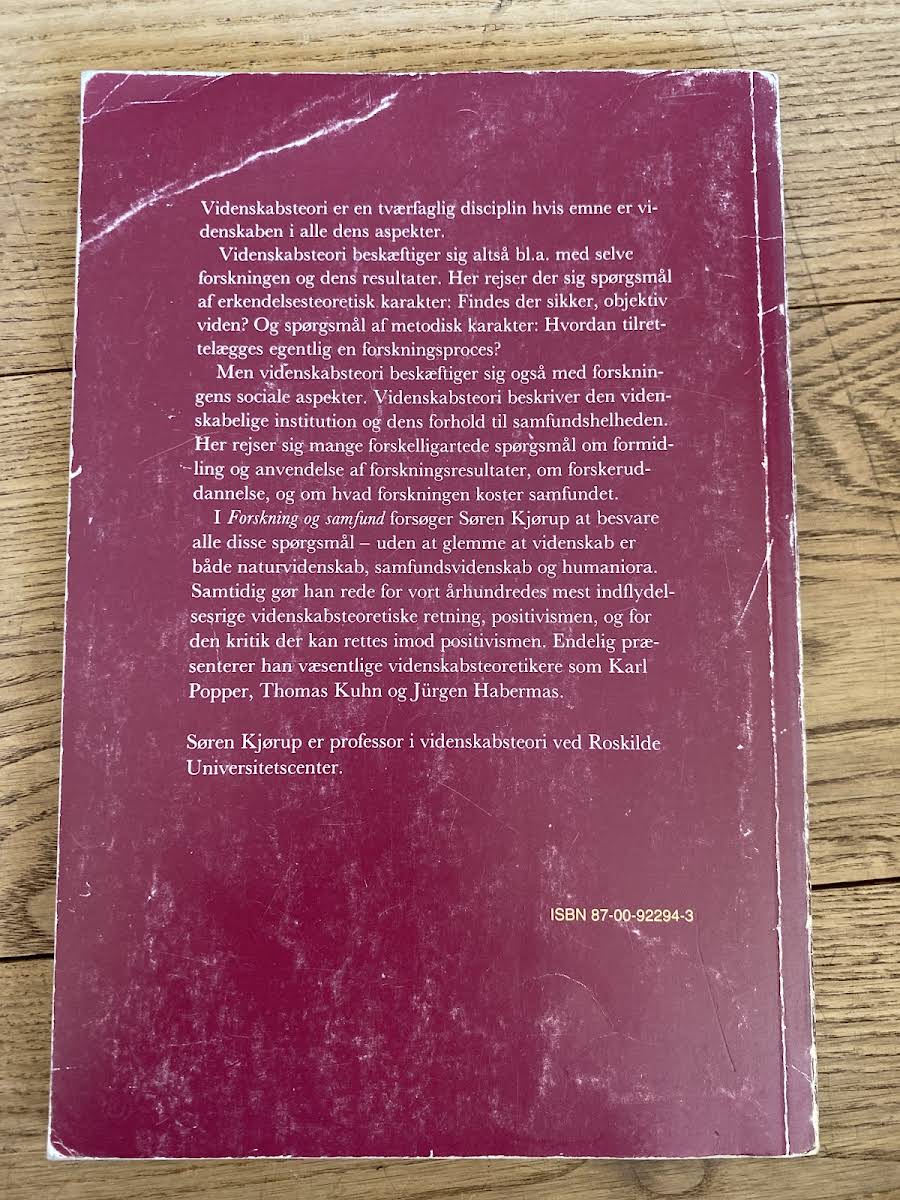 Videnskabsteori er en tværfaglig disciplin hvis emne er vi-
denskaben i alle dens aspekter.
Videnskabsteori beskæftiger sig altså bl.a. med selve
forskningen og dens resultater. Her rejser der sig spørgsmål
af erkendelsesteoretisk karakter: Findes der sikker, objektiv
viden? Og spørgsmål af metodisk karakter: Hvordan tilret-
telægges egentlig en forskningsproces?
Men videnskabsteori beskæftiger sig også med forsknin-
gens sociale aspekter. Videnskabsteori beskriver den viden-
skabelige institution og dens forhold til samfundshelheden.
Her rejser sig mange forskelligartede spørgsmål om formid-
ling og anvendelse af forskningsresultater, om forskerud-
dannelse, og om hvad forskningen koster samfundet.
I Forskning og samfund forsøger Søren Kjørup at besvare
alle disse spørgsmål – uden at glemme at videnskab er
både naturvidenskab, samfundsvidenskab og humaniora.
Samtidig gør han rede for vort århundredes mest indflydel-
sesrige videnskabsteoretiske retning, positivismen, og for
den kritik der kan rettes imod positivismen. Endelig præ-
senterer han væsentlige videnskabsteoretikere som Karl
Popper, Thomas Kuhn og Jürgen Habermas.
Søren Kjørup er professor i videnskabsteori ved Roskilde
Universitetscenter.
ISBN 87-00-92294-3